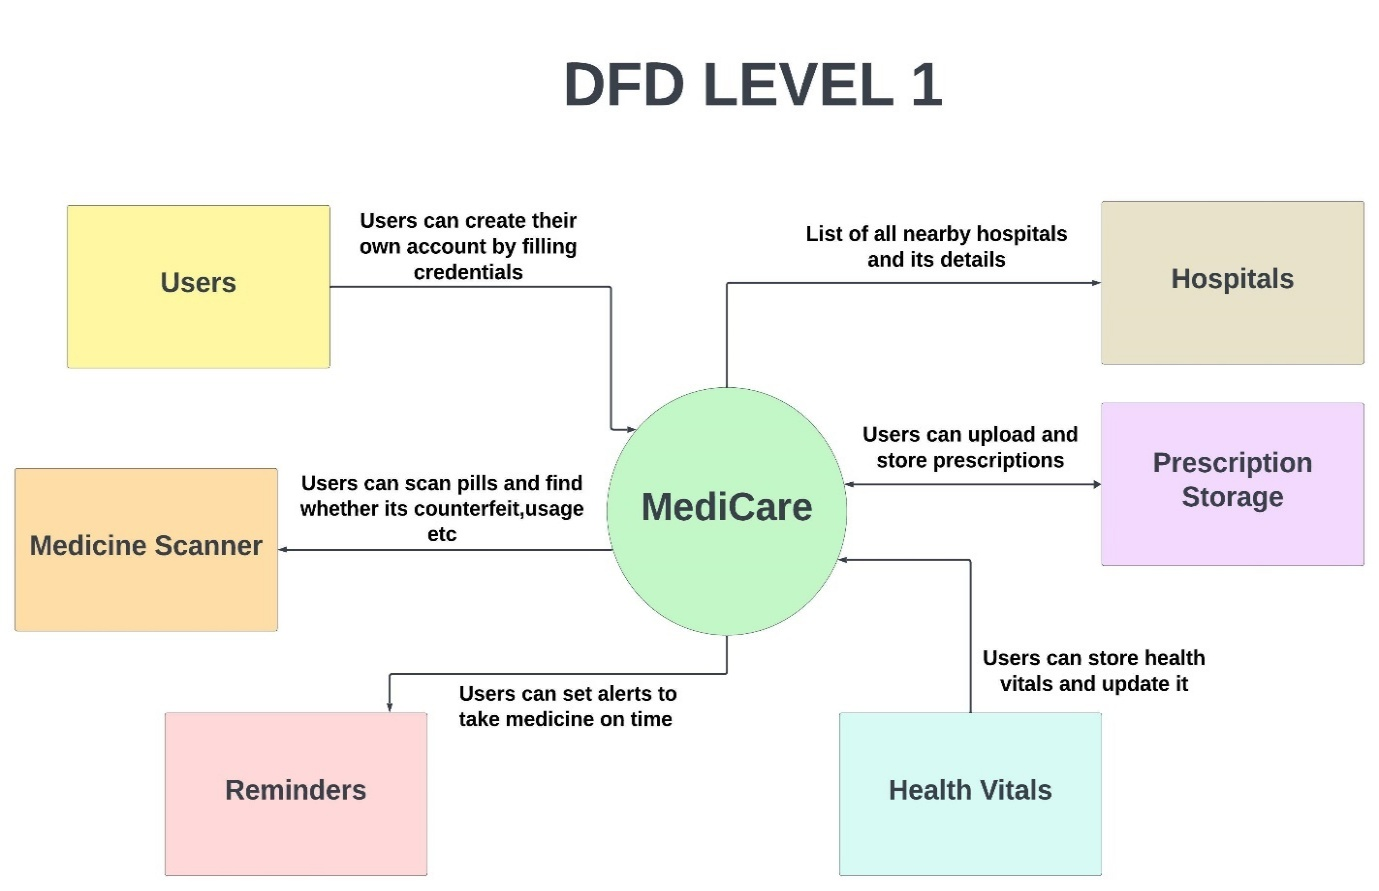 DFD LEVEL 1
Users
Users can create their
own account by filling
credentials
List of all nearby hospitals
and its details
Hospitals
Medicine Scanner
Users can scan pills and find
whether its counterfeit,usage
etc
MediCare
Users can upload and
store prescriptions
Prescription
Storage
Reminders
Users can set alerts to
take medicine on time
Users can store health
vitals and update it
Health Vitals